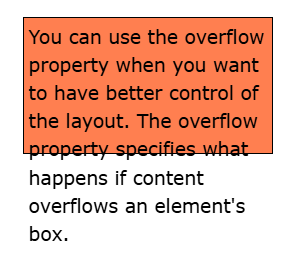 You can use the overflow
property when you want
to have better control of
the layout. The overflow
property specifies what
happens if content
overflows an element's
box.